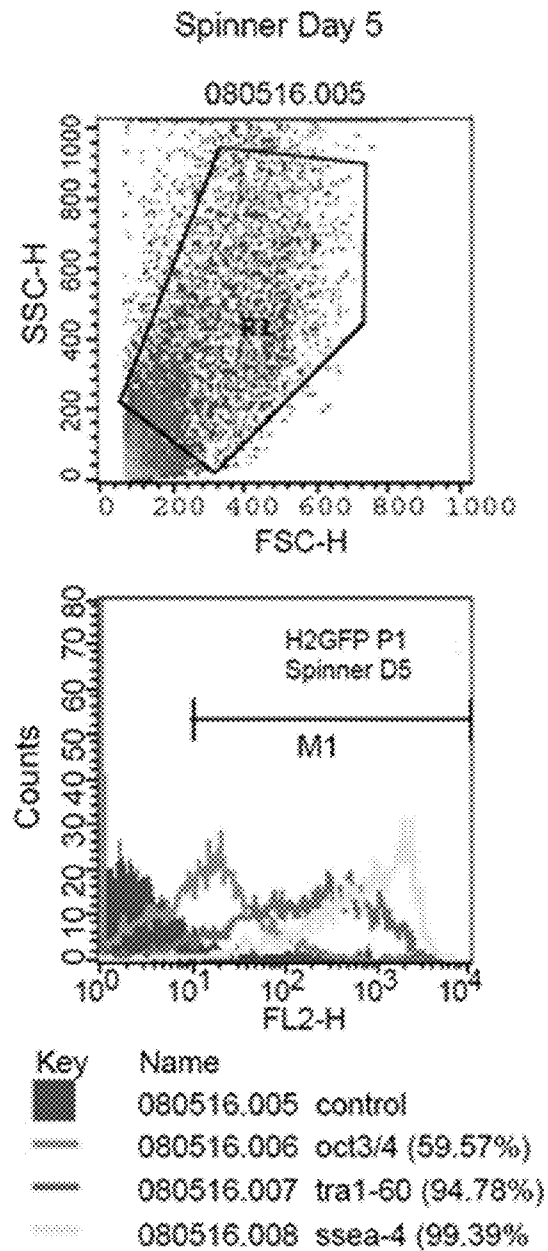 Spinner Day 5
080516.005
SSC-H
1000
800
600
400
200
0
R1
0 200 400 600 800 1000
FSC-H
Counts
80
70
60
50
40
30
20
10
0
H2GFP P1
Spinner D5
M1
10^0 10^1 10^2 10^3 10^4
FL2-H
Key Name
080516.005 control
080516.006 oct3/4 (59.57%)
080516.007 tra1-60 (94.78%)
080516.008 ssea-4 (99.39%